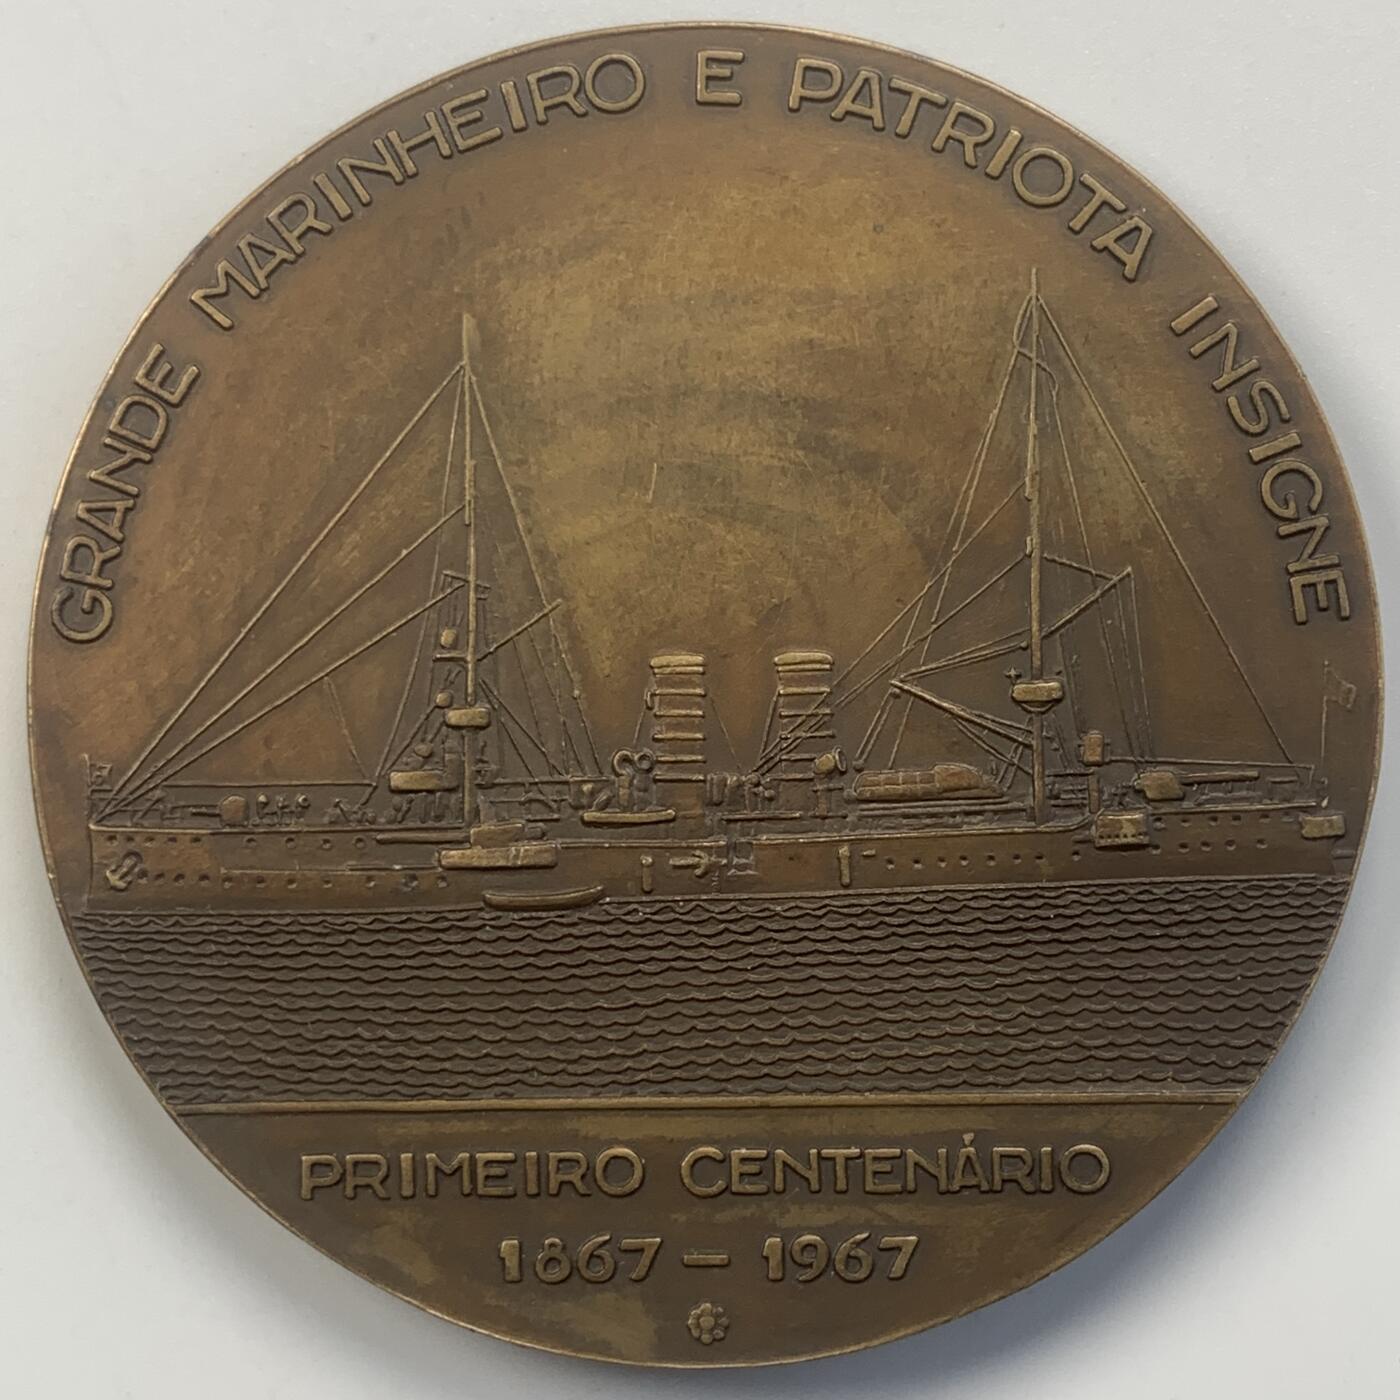 GRANDE MARINHEIRO E PATRIOTA INSIGNE
PRIMEIRO CENTENÁRIO
1867 – 1967